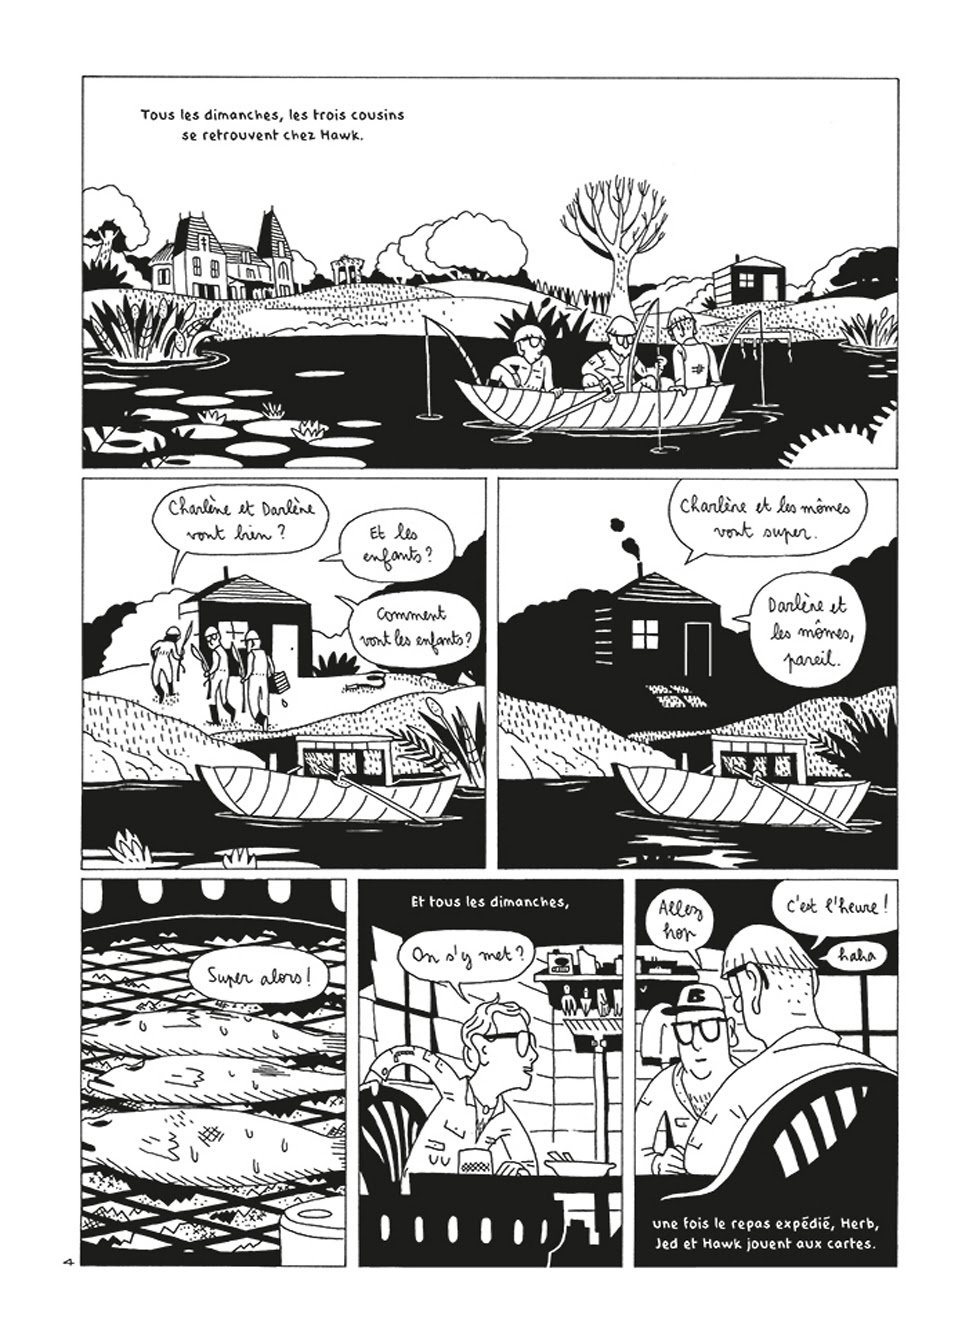 Tous les dimanches, les trois cousins
se retrouvent chez Hawk.
Charlène et Darlène
vont bien ?
Et les
enfants ?
Comment
vont les enfants ?
Charlène et les mômes
vont super.
Darlène et
les mômes,
pareil.
Super alors !
Et tous les dimanches,
On s'y met ?
Allez
hop
C'est l'heure !
haha
B
une fois le repas expédié, Herb,
Jed et Hawk jouent aux cartes.
4